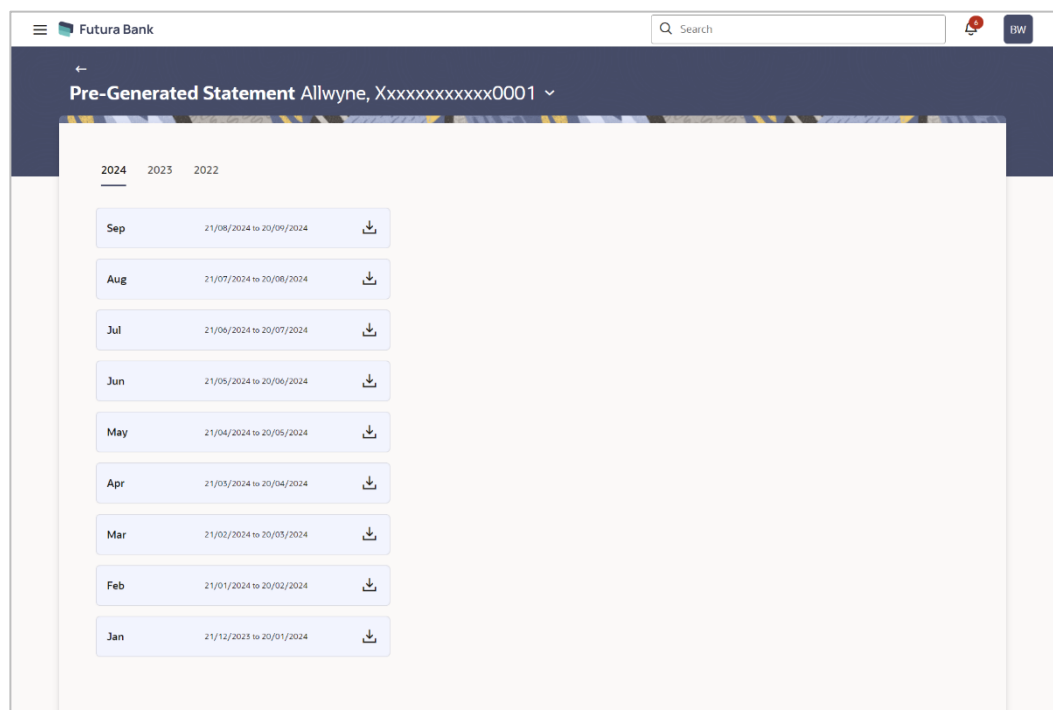 Futura Bank Search 6 BW
Pre-Generated Statement Allwyne, Xxxxxxxxxxxx0001
2024 2023 2022
Sep 21/08/2024 to 20/09/2024
Aug 21/07/2024 to 20/08/2024
Jul 21/06/2024 to 20/07/2024
Jun 21/05/2024 to 20/06/2024
May 21/04/2024 to 20/05/2024
Apr 21/03/2024 to 20/04/2024
Mar 21/02/2024 to 20/03/2024
Feb 21/01/2024 to 20/02/2024
Jan 21/12/2023 to 20/01/2024